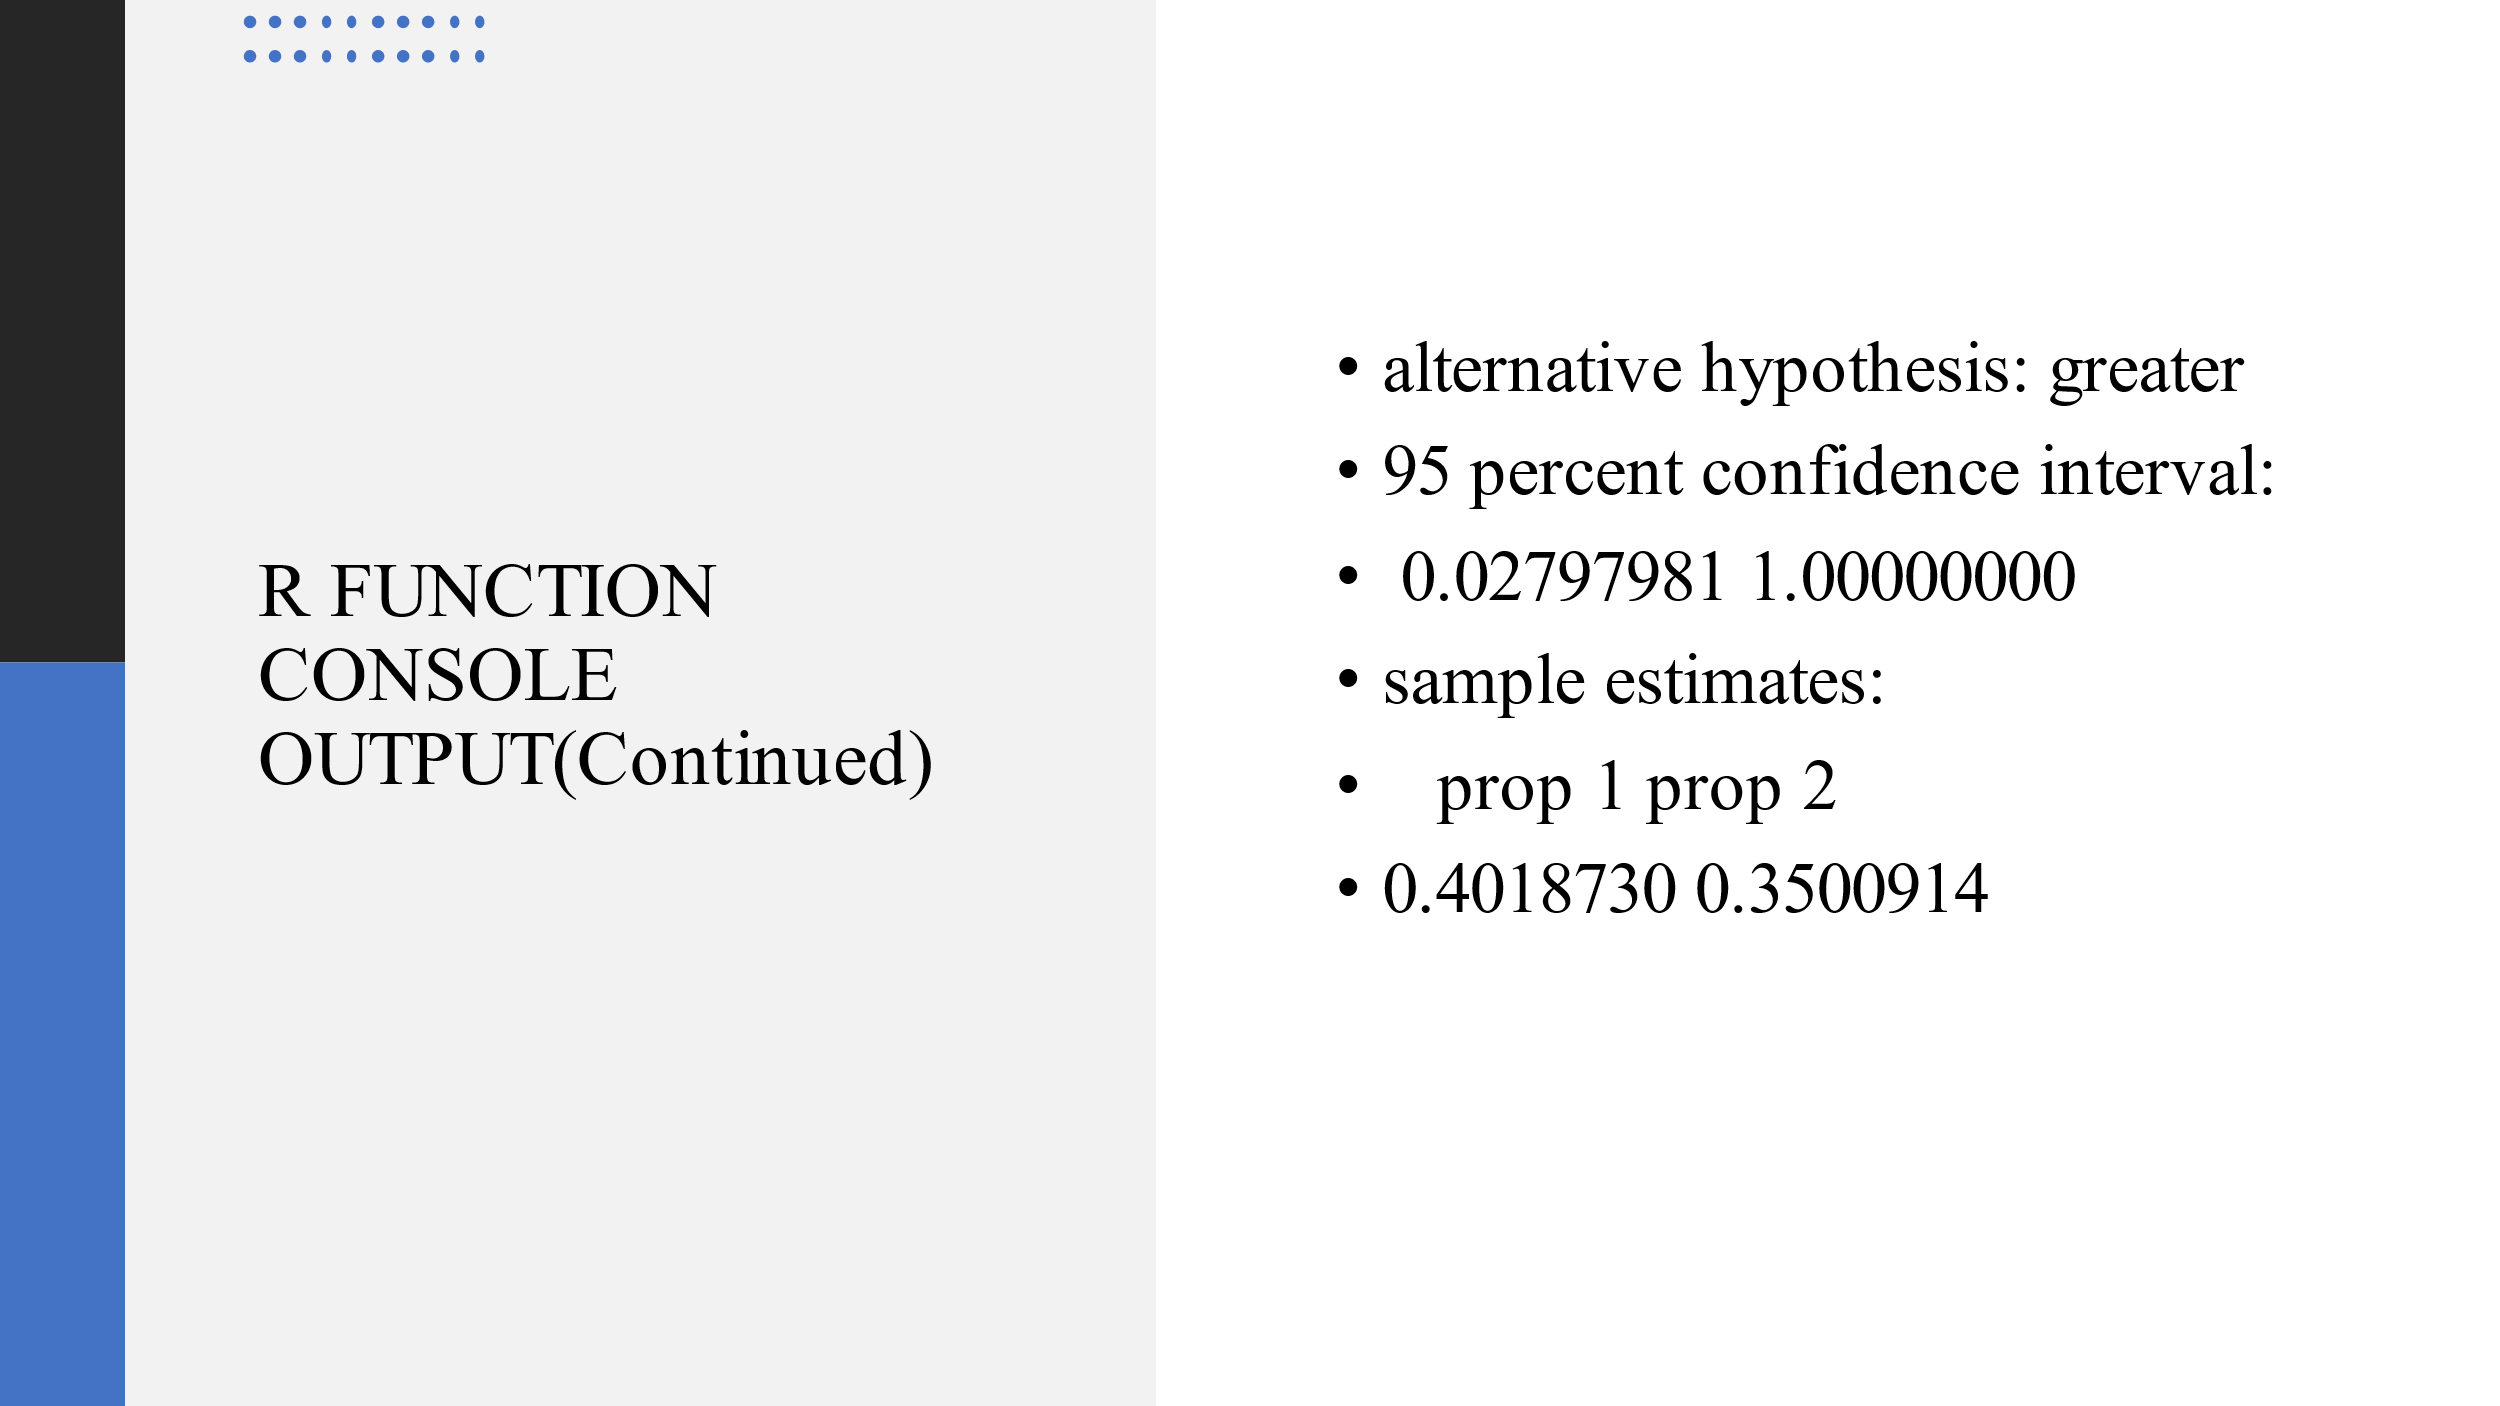 R FUNCTION
CONSOLE
OUTPUT(Continued)
• alternative hypothesis: greater
• 95 percent confidence interval:
• 0.02797981 1.00000000
• sample estimates:
• prop 1 prop 2
• 0.4018730 0.3500914